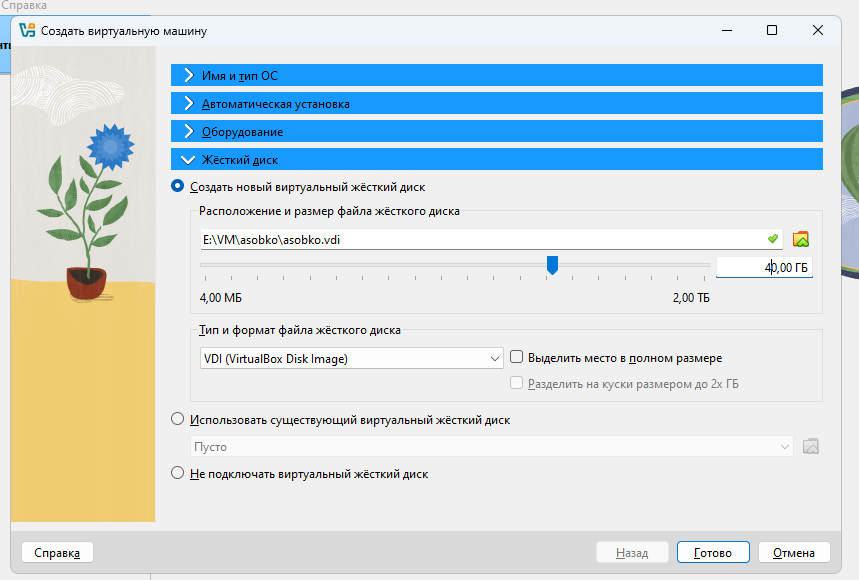 Справка
Создать виртуальную машину
Имя и тип ОС
Автоматическая установка
Оборудование
Жёсткий диск
Создать новый виртуальный жёсткий диск
Расположение и размер файла жёсткого диска
E:\VM\asobko\asobko.vdi
40,00 ГБ
4,00 МБ 2,00 ТБ
Тип и формат файла жёсткого диска
VDI (VirtualBox Disk Image) Выделить место в полном размере
Разделить на куски размером до 2х ГБ
Использовать существующий виртуальный жёсткий диск
Пусто
Не подключать виртуальный жёсткий диск
Справка Назад Готово Отмена